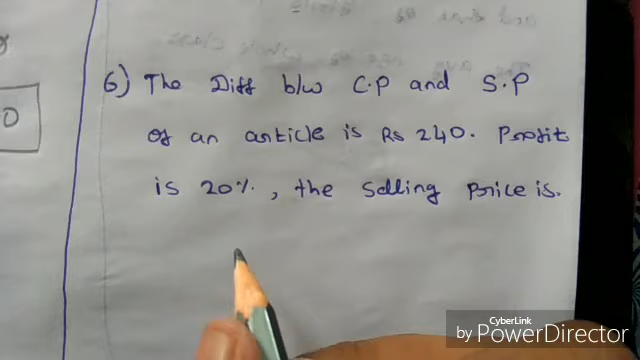 6) The Diff b/w C.P and S.P
of an article is Rs 240. Profit
is 20%, the selling price is.
0
CyberLink
by PowerDirector